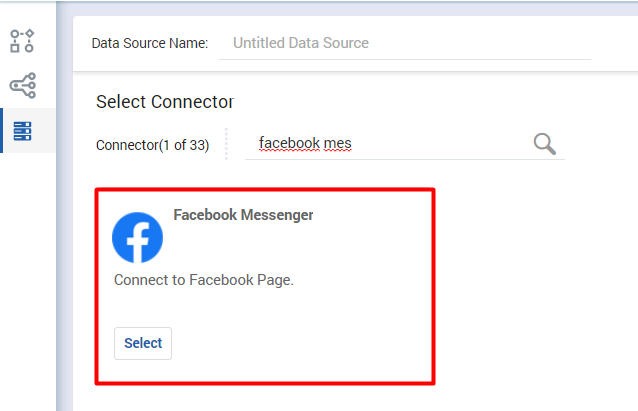 Data Source Name: Untitled Data Source
Select Connector
Connector(1 of 33) facebook mes
Facebook Messenger
Connect to Facebook Page.
Select